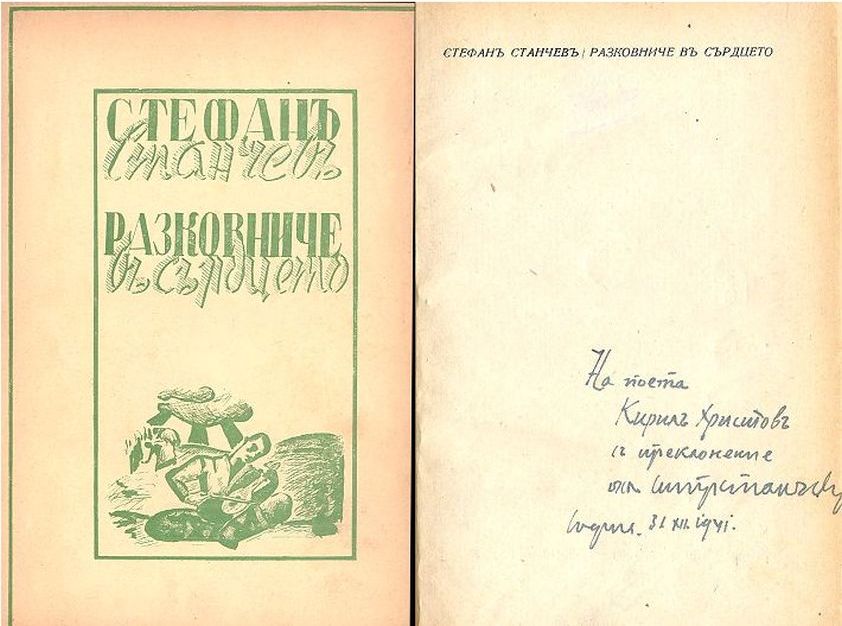 СТЕФАНЪ
Станчевъ
РАЗКОВНИЧЕ
въ сърдцето
СТЕФАНЪ СТАНЧЕВЪ / РАЗКОВНИЧЕ ВЪ СЪРДЦЕТО
На поета
Кирилъ Христовъ
съ преклонение
отъ
София. 31 XII. 1941.